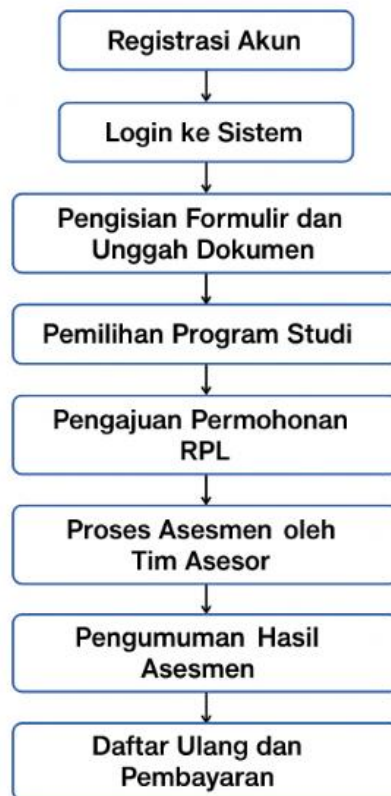 Registrasi Akun
Login ke Sistem
Pengisian Formulir dan
Unggah Dokumen
Pemilihan Program Studi
Pengajuan Permohonan
RPL
Proses Asesmen oleh
Tim Asesor
Pengumuman Hasil
Asesmen
Daftar Ulang dan
Pembayaran